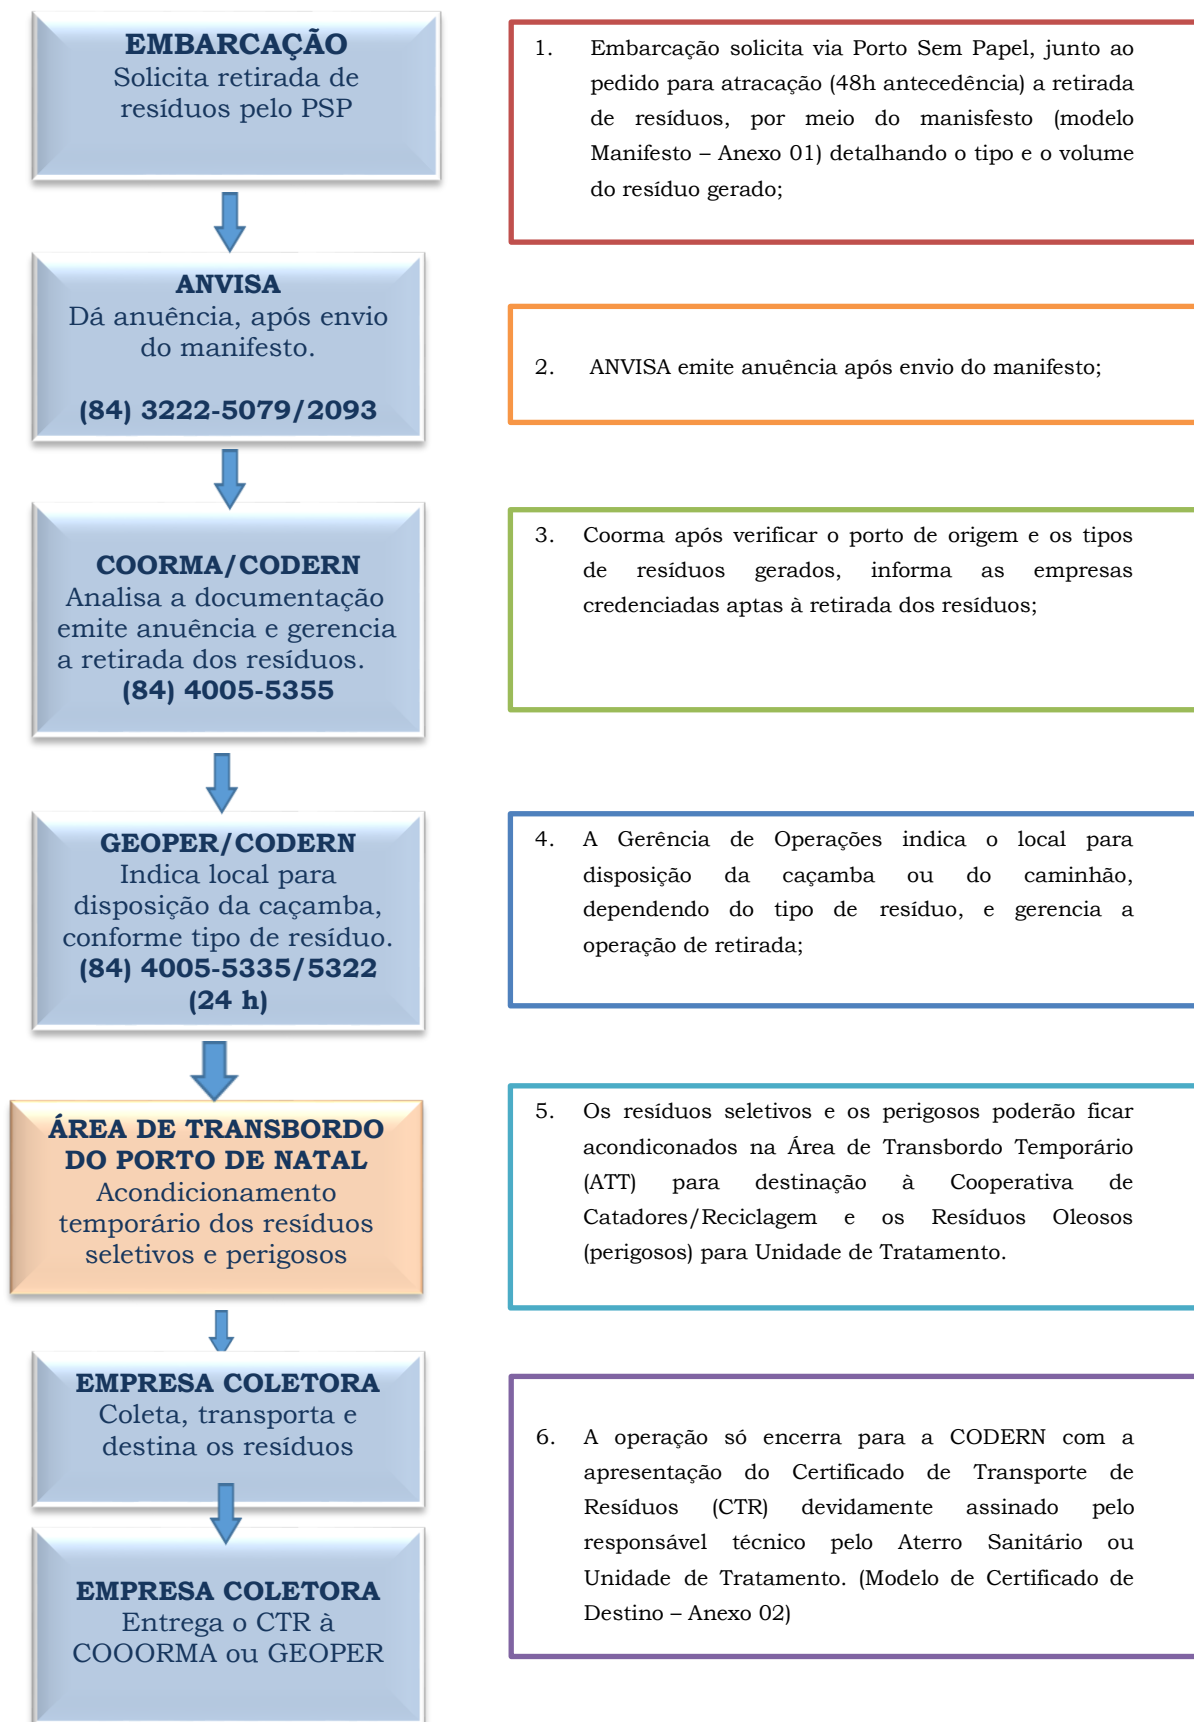 EMBARCAÇÃO
Solicita retirada de
resíduos pelo PSP
1. Embarcação solicita via Porto Sem Papel, junto ao
pedido para atracação (48h antecedência) a retirada
de resíduos, por meio do manisfesto (modelo
Manifesto – Anexo 01) detalhando o tipo e o volume
do resíduo gerado;
ANVISA
Dá anuência, após envio
do manifesto.
(84) 3222-5079/2093
2. ANVISA emite anuência após envio do manifesto;
COORMA/CODERN
Analisa a documentação
emite anuência e gerencia
a retirada dos resíduos.
(84) 4005-5355
3. Coorma após verificar o porto de origem e os tipos
de resíduos gerados, informa as empresas
credenciadas aptas à retirada dos resíduos;
GEOPER/CODERN
Indica local para
disposição da caçamba,
conforme tipo de resíduo.
(84) 4005-5335/5322
(24 h)
4. A Gerência de Operações indica o local para
disposição da caçamba ou do caminhão,
dependendo do tipo de resíduo, e gerencia a
operação de retirada;
ÁREA DE TRANSBORDO
DO PORTO DE NATAL
Acondicionamento
temporário dos resíduos
seletivos e perigosos
5. Os resíduos seletivos e os perigosos poderão ficar
acondiconados na Área de Transbordo Temporário
(ATT) para destinação à Cooperativa de
Catadores/Reciclagem e os Resíduos Oleosos
(perigosos) para Unidade de Tratamento.
EMPRESA COLETORA
Coleta, transporta e
destina os resíduos
6. A operação só encerra para a CODERN com a
apresentação do Certificado de Transporte de
Resíduos (CTR) devidamente assinado pelo
responsável técnico pelo Aterro Sanitário ou
Unidade de Tratamento. (Modelo de Certificado de
Destino – Anexo 02)
EMPRESA COLETORA
Entrega o CTR à
COOORMA ou GEOPER